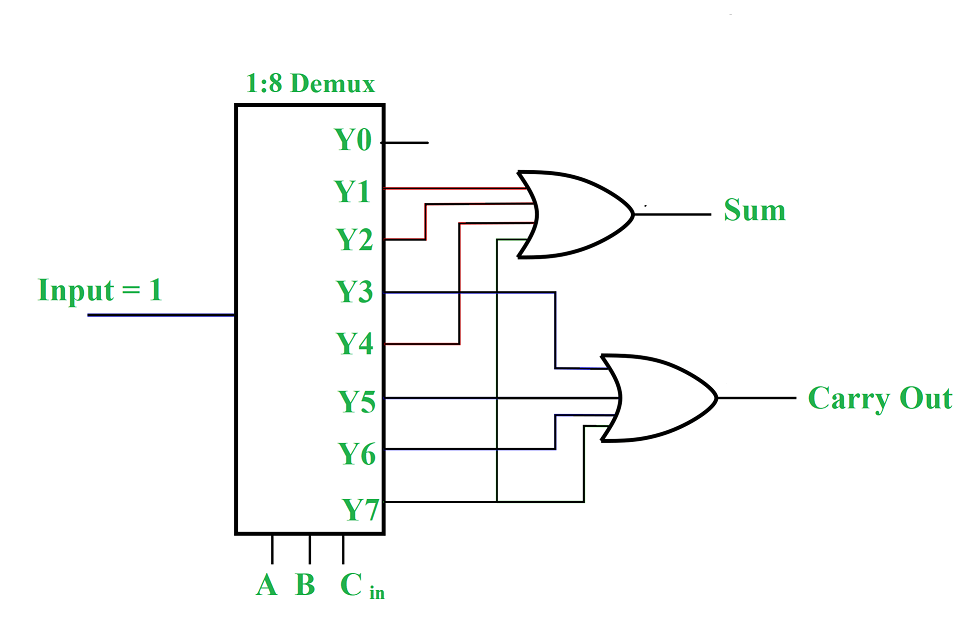 1:8 Demux
Y0
Y1
Y2
Y3
Y4
Y5
Y6
Y7
Input = 1
A B C in
Sum
Carry Out